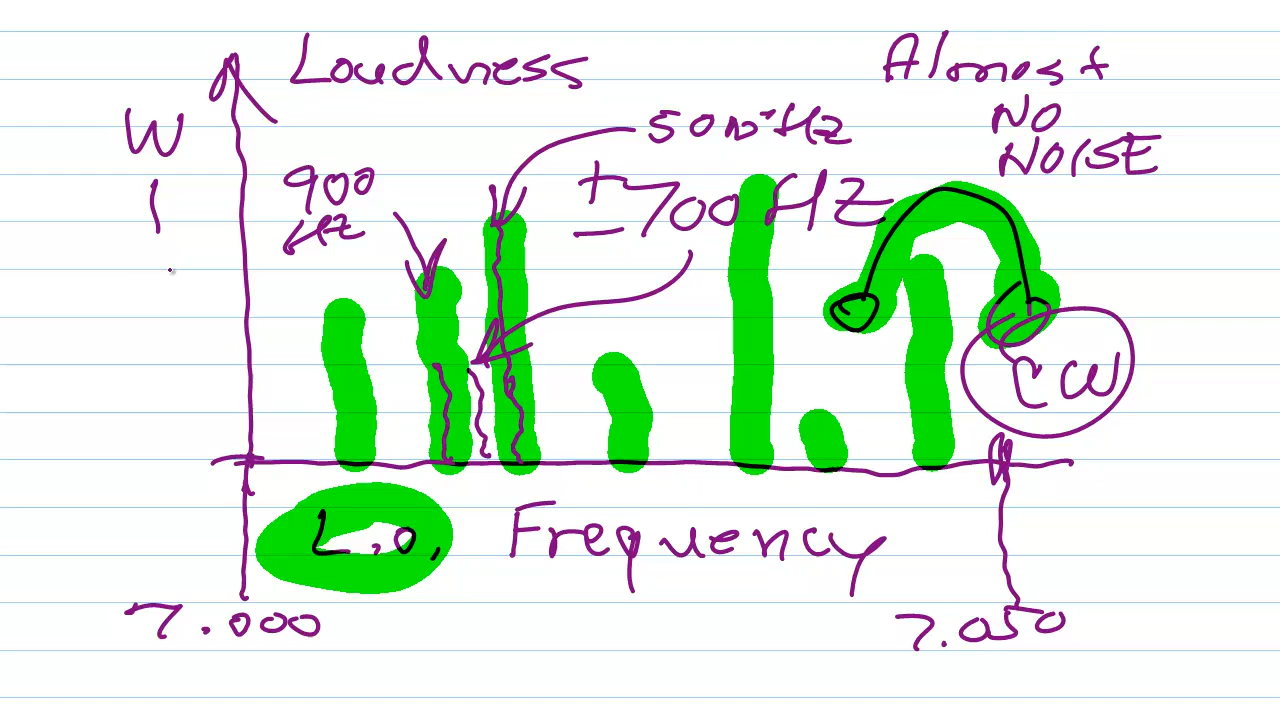 Loudness
Almost
NO
NOISE
W
I
500 Hz
900
Hz
±700 HZ
CW
L.O.
Frequency
7.000
7.050